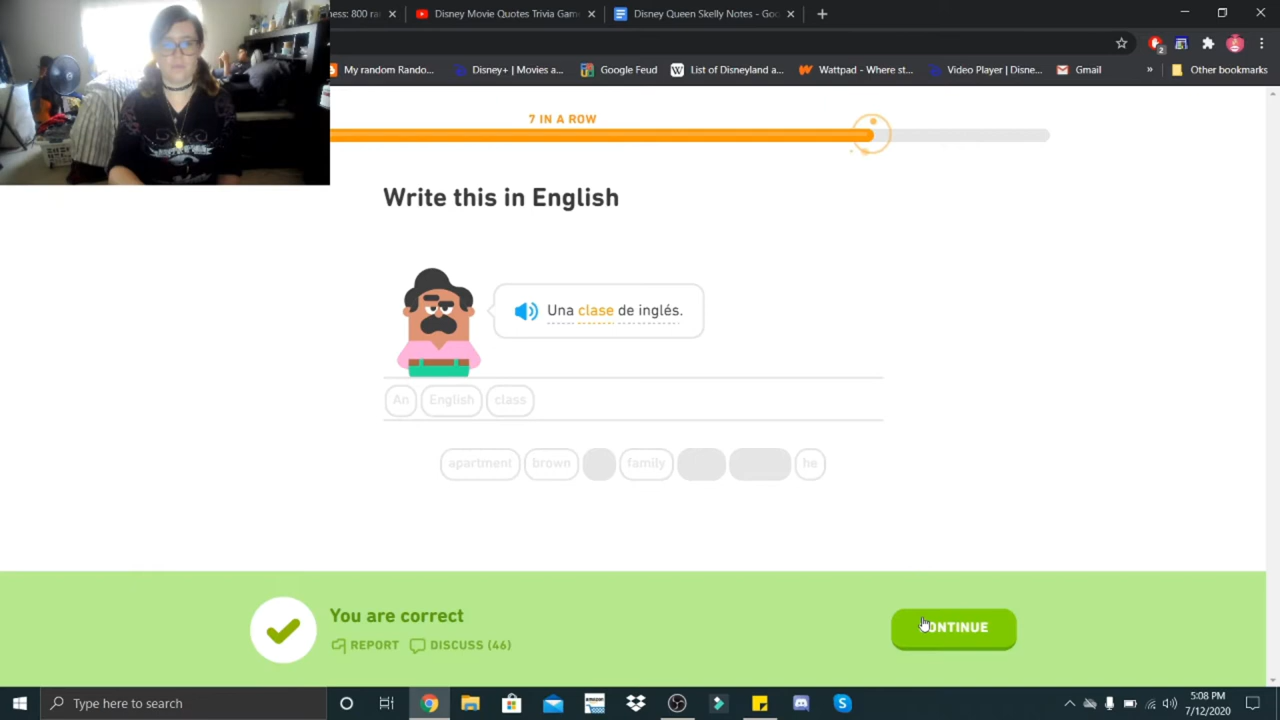 ness: 800 ra
Disney Movie Quotes Trivia Gam
Disney Queen Skelly Notes - Goo
My random Rando...
Disney+ | Movies a...
Google Feud
List of Disneyland a...
Wattpad - Where st...
Video Player | Disn...
Gmail
Other bookmarks
7 IN A ROW
Write this in English
Una clase de inglés.
An English class
apartment brown family he
You are correct
REPORT DISCUSS (46)
CONTINUE
Type here to search
5:08 PM
7/12/2020